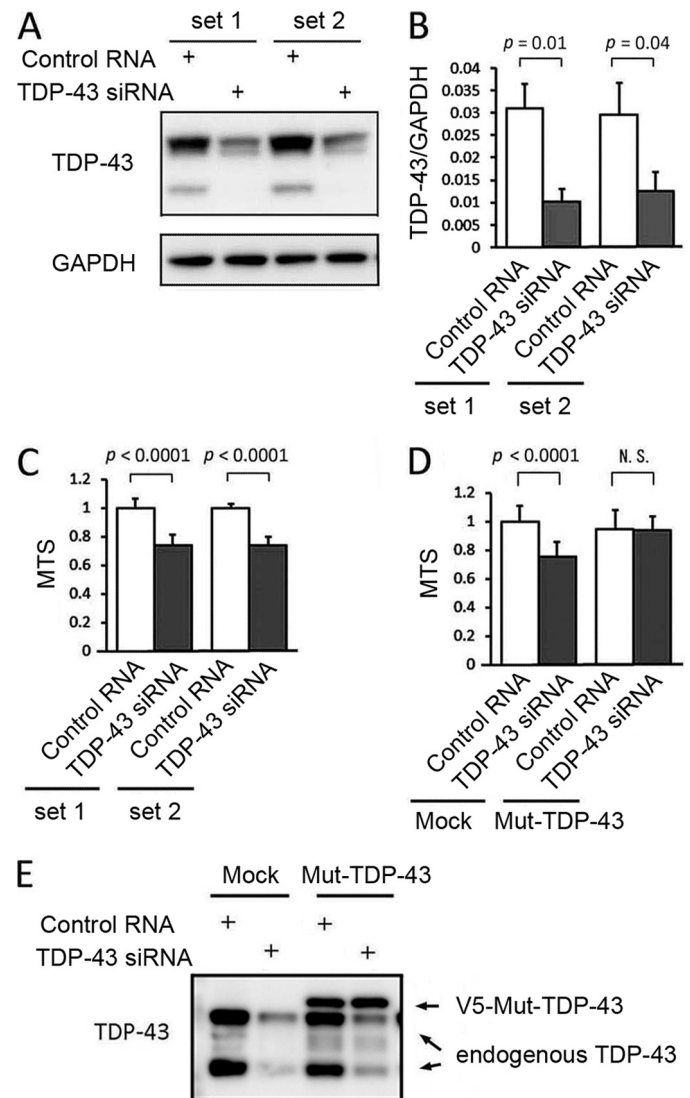 A
set 1 set 2
Control RNA + +
TDP-43 siRNA + +
TDP-43
GAPDH
B
p = 0.01 p = 0.04
TDP-43/GAPDH
0.04
0.035
0.03
0.025
0.02
0.015
0.01
0.005
0
Control RNA
TDP-43 siRNA
Control RNA
TDP-43 siRNA
set 1 set 2
C
p < 0.0001 p < 0.0001
MTS
1.2
1
0.8
0.6
0.4
0.2
0
Control RNA
TDP-43 siRNA
Control RNA
TDP-43 siRNA
set 1 set 2
D
p < 0.0001 N. S.
MTS
1.2
1
0.8
0.6
0.4
0.2
0
Control RNA
TDP-43 siRNA
Control RNA
TDP-43 siRNA
Mock Mut-TDP-43
E
Mock Mut-TDP-43
Control RNA + +
TDP-43 siRNA + +
TDP-43
V5-Mut-TDP-43
endogenous TDP-43